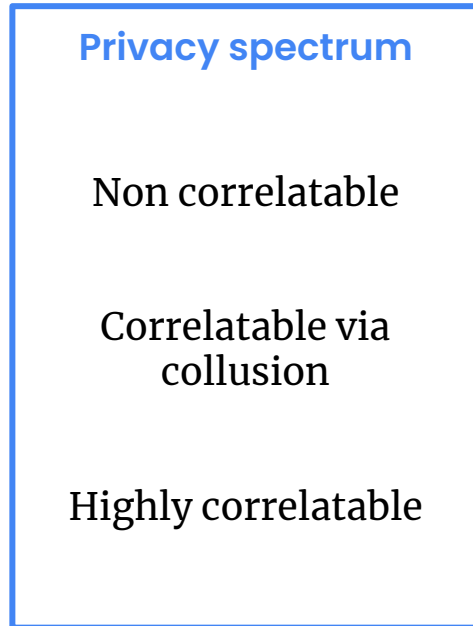 Privacy spectrum
Non correlatable
Correlatable via
collusion
Highly correlatable